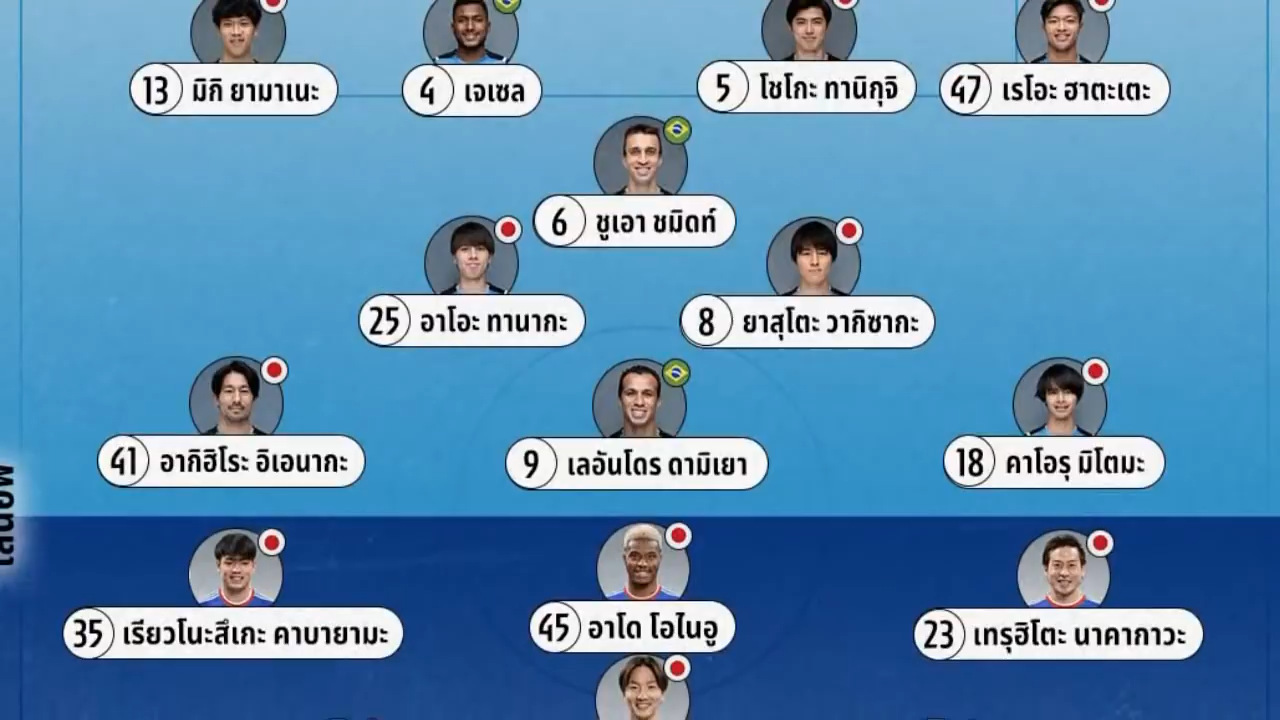 13 มิกิ ยามาเนะ
4 เจเซล
5 โชโกะ ทานิกุจิ
47 เรโอะ ฮาตะเตะ
6 ชูเอา ชมิดท์
25 อาโอะ ทานากะ
8 ยาสุโตะ วากิซากะ
41 อากิฮิโระ อิเอนากะ
9 เลอันโดร ดามิเยา
18 คาโอรุ มิโตมะ
35 เรียวโนะสึเกะ คาบายามะ
45 อาโด โอไนอู
23 เทรุฮิโตะ นาคากาวะ